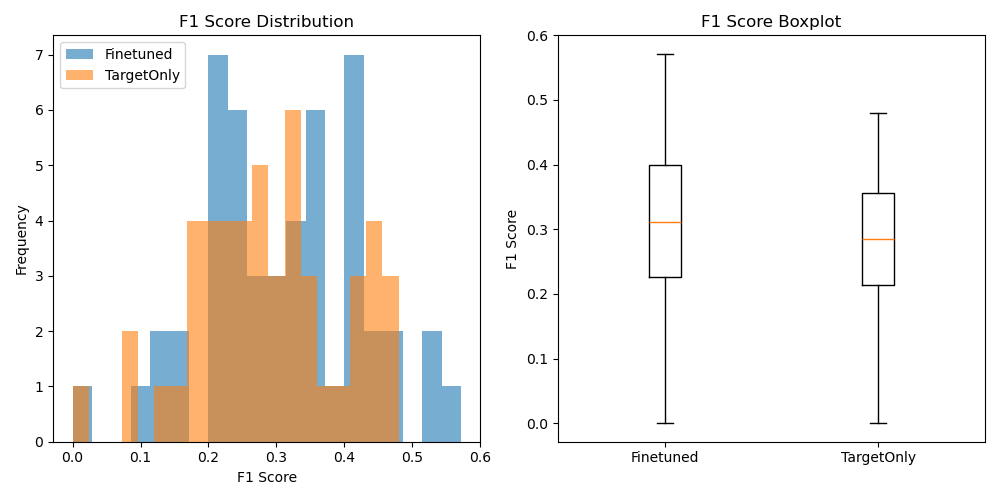 F1 Score Distribution
Finetuned
TargetOnly
Frequency
7
6
5
4
3
2
1
0
0.0 0.1 0.2 0.3 0.4 0.5 0.6
F1 Score
F1 Score Boxplot
F1 Score
0.6
0.5
0.4
0.3
0.2
0.1
0.0
Finetuned TargetOnly